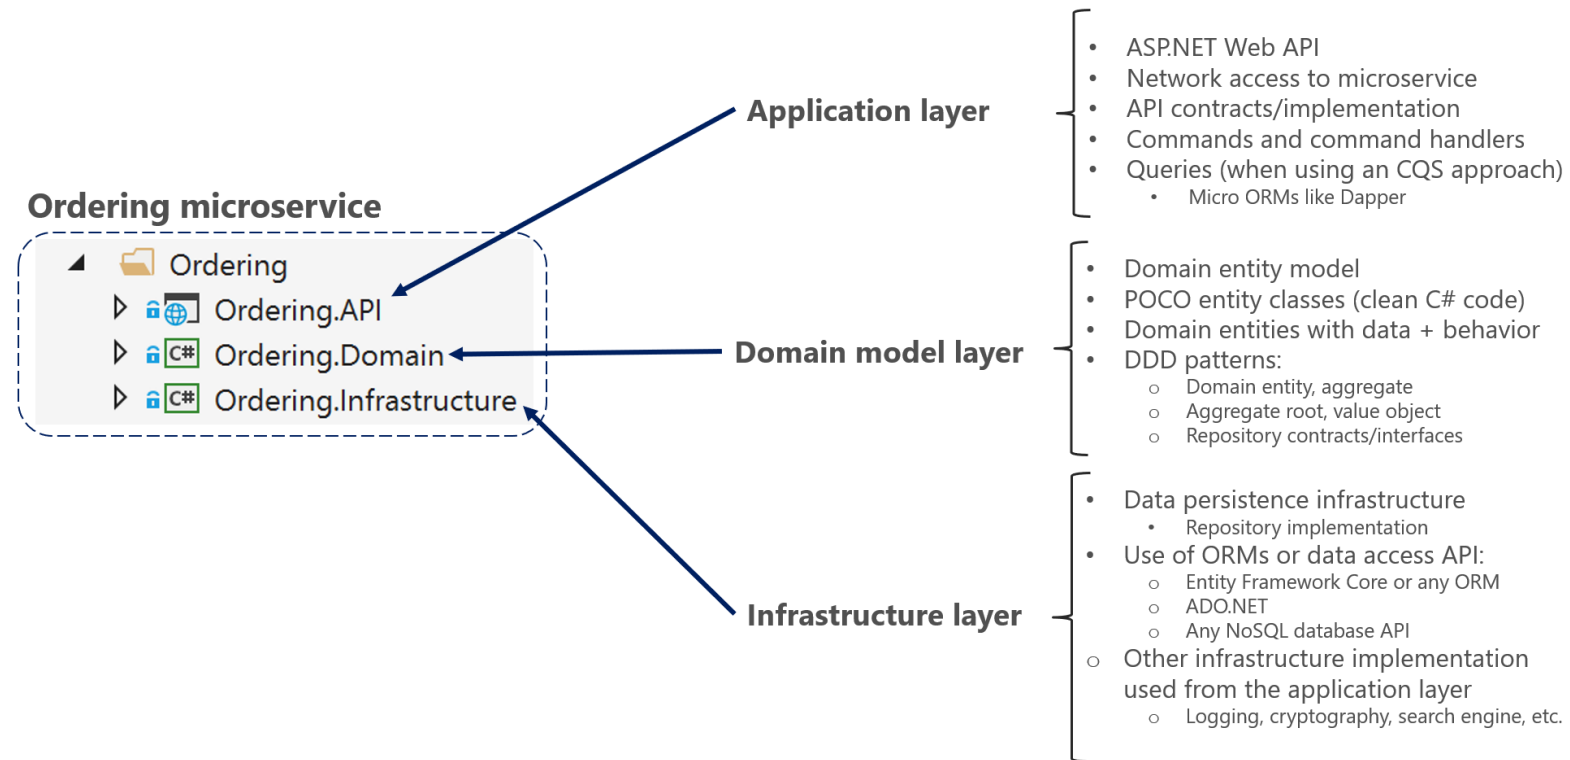 Ordering microservice
Ordering
Ordering.API
C# Ordering.Domain
C# Ordering.Infrastructure
Application layer
• ASP.NET Web API
• Network access to microservice
• API contracts/implementation
• Commands and command handlers
• Queries (when using an CQS approach)
• Micro ORMs like Dapper
Domain model layer
• Domain entity model
• POCO entity classes (clean C# code)
• Domain entities with data + behavior
• DDD patterns:
o Domain entity, aggregate
o Aggregate root, value object
o Repository contracts/interfaces
Infrastructure layer
• Data persistence infrastructure
• Repository implementation
• Use of ORMs or data access API:
o Entity Framework Core or any ORM
o ADO.NET
o Any NoSQL database API
o Other infrastructure implementation
used from the application layer
o Logging, cryptography, search engine, etc.